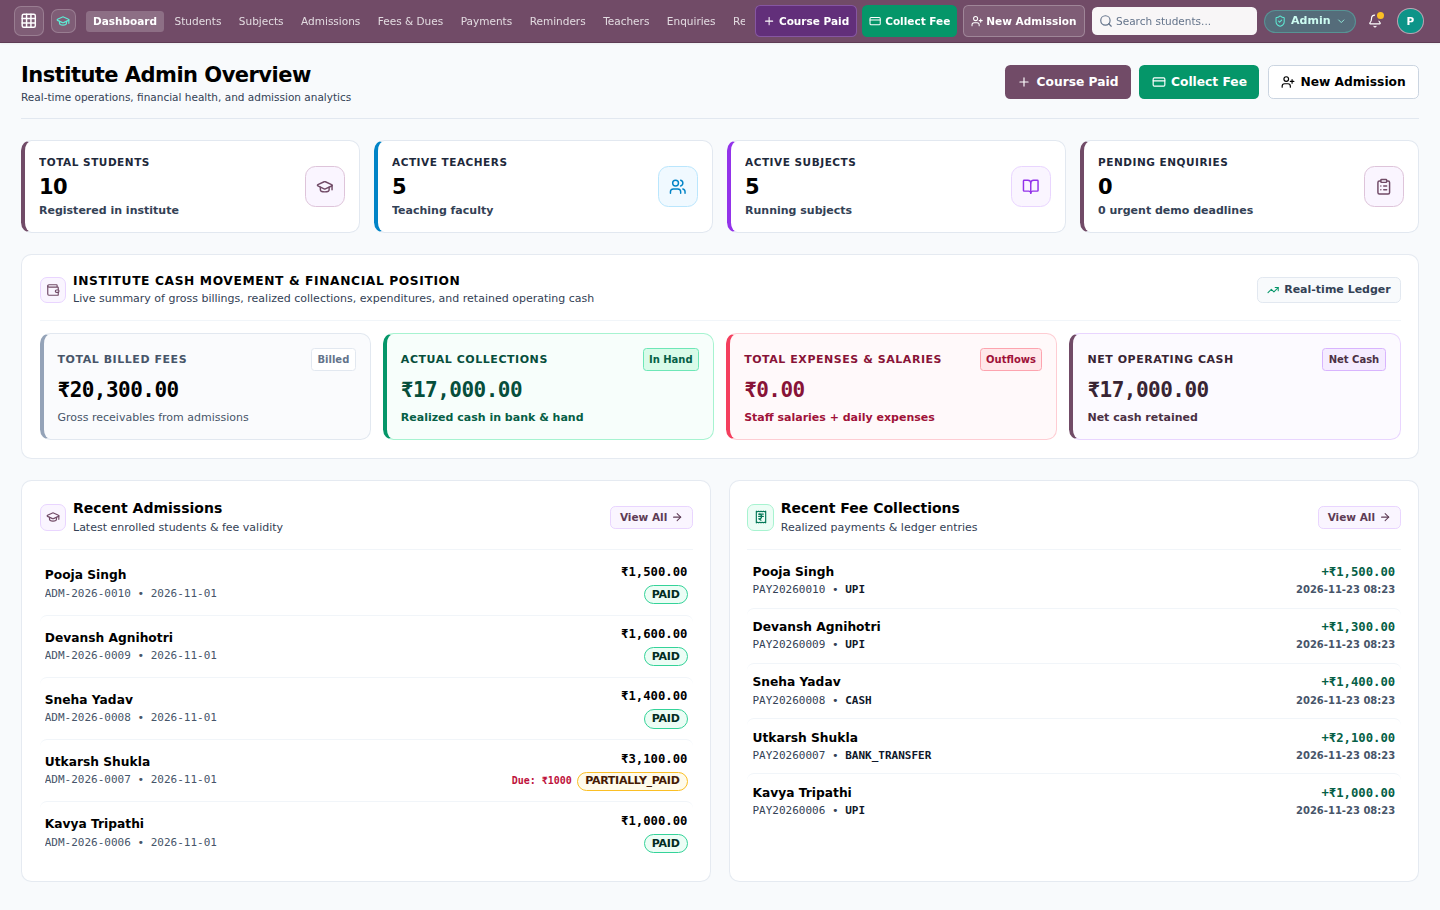 Dashboard Students Subjects Admissions Fees & Dues Payments Reminders Teachers Enquiries Re + Course Paid Collect Fee New Admission Search students... Admin P
Institute Admin Overview
Real-time operations, financial health, and admission analytics
+ Course Paid Collect Fee New Admission
TOTAL STUDENTS
10
Registered in institute
ACTIVE TEACHERS
5
Teaching faculty
ACTIVE SUBJECTS
5
Running subjects
PENDING ENQUIRIES
0
0 urgent demo deadlines
INSTITUTE CASH MOVEMENT & FINANCIAL POSITION
Live summary of gross billings, realized collections, expenditures, and retained operating cash
Real-time Ledger
TOTAL BILLED FEES Billed
₹20,300.00
Gross receivables from admissions
ACTUAL COLLECTIONS In Hand
₹17,000.00
Realized cash in bank & hand
TOTAL EXPENSES & SALARIES Outflows
₹0.00
Staff salaries + daily expenses
NET OPERATING CASH Net Cash
₹17,000.00
Net cash retained
Recent Admissions
Latest enrolled students & fee validity
View All →
Pooja Singh ₹1,500.00
ADM-2026-0010 • 2026-11-01 PAID
Devansh Agnihotri ₹1,600.00
ADM-2026-0009 • 2026-11-01 PAID
Sneha Yadav ₹1,400.00
ADM-2026-0008 • 2026-11-01 PAID
Utkarsh Shukla ₹3,100.00
ADM-2026-0007 • 2026-11-01 Due: ₹1000 PARTIALLY_PAID
Kavya Tripathi ₹1,000.00
ADM-2026-0006 • 2026-11-01 PAID
Recent Fee Collections
Realized payments & ledger entries
View All →
Pooja Singh +₹1,500.00
PAY20260010 • UPI 2026-11-23 08:23
Devansh Agnihotri +₹1,300.00
PAY20260009 • UPI 2026-11-23 08:23
Sneha Yadav +₹1,400.00
PAY20260008 • CASH 2026-11-23 08:23
Utkarsh Shukla +₹2,100.00
PAY20260007 • BANK_TRANSFER 2026-11-23 08:23
Kavya Tripathi +₹1,000.00
PAY20260006 • UPI 2026-11-23 08:23